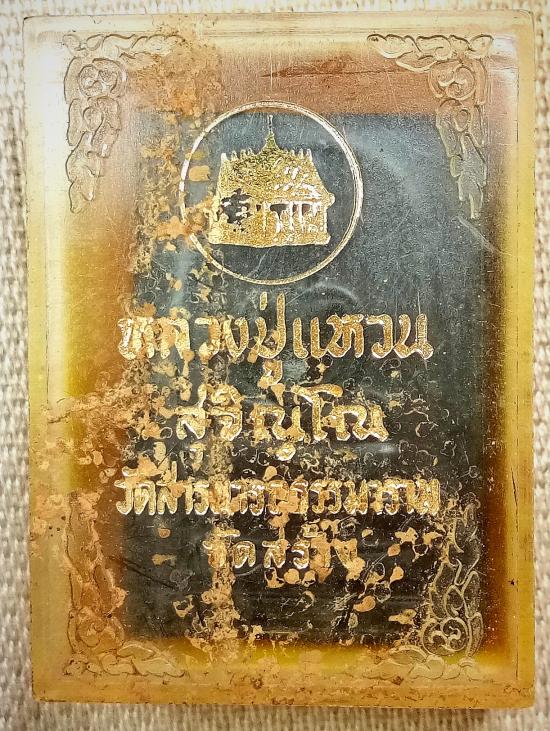 หลวงปู่แหวน
สุจิณฺโณ
วัดสารนารถธรรมาราม
จัดสร้าง